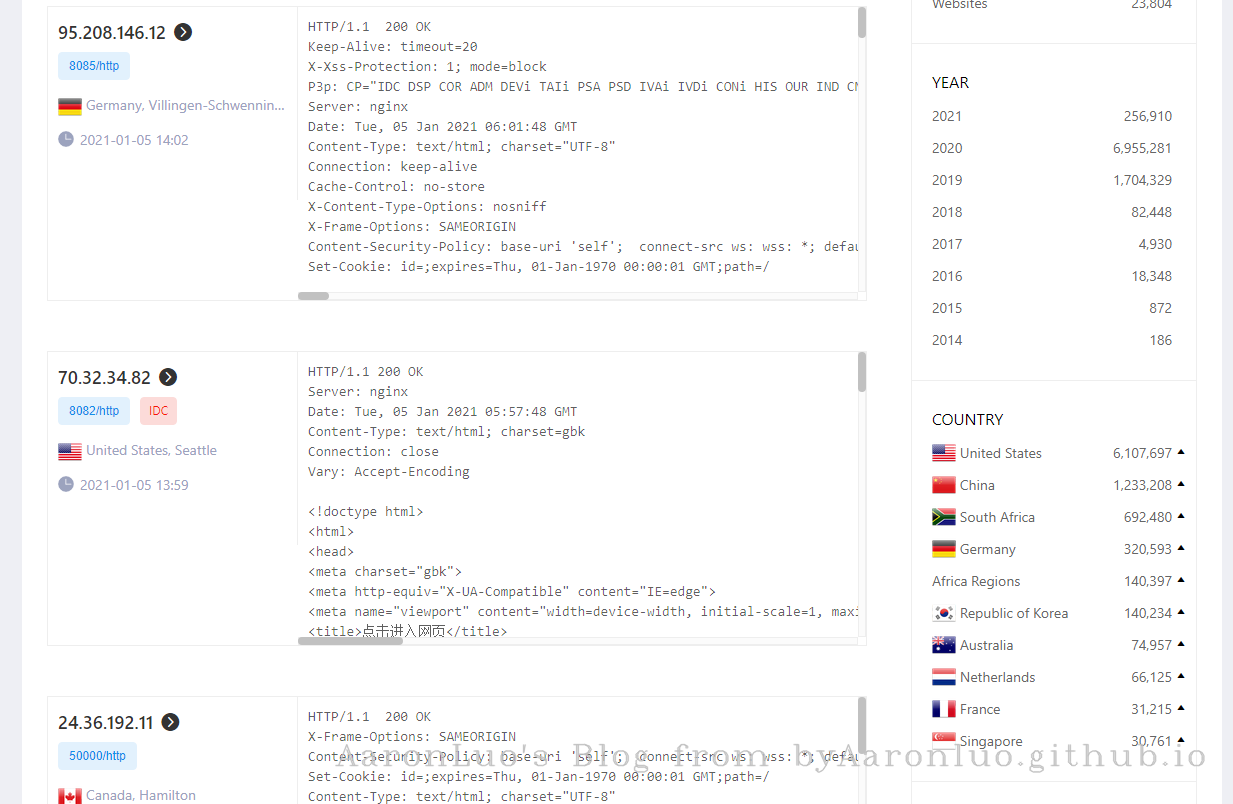 95.208.146.12
8085/http
Germany, Villingen-Schwennin...
2021-01-05 14:02
HTTP/1.1  200 OK
Keep-Alive: timeout=20
X-Xss-Protection: 1; mode=block
P3p: CP="IDC DSP COR ADM DEVi TAIi PSA PSD IVAi IVDi CONi HIS OUR IND CN
Server: nginx
Date: Tue, 05 Jan 2021 06:01:48 GMT
Content-Type: text/html; charset="UTF-8"
Connection: keep-alive
Cache-Control: no-store
X-Content-Type-Options: nosniff
X-Frame-Options: SAMEORIGIN
Content-Security-Policy: base-uri 'self';  connect-src ws: wss: *; defau
Set-Cookie: id=;expires=Thu, 01-Jan-1970 00:00:01 GMT;path=/
70.32.34.82
8082/http IDC
United States, Seattle
2021-01-05 13:59
HTTP/1.1 200 OK
Server: nginx
Date: Tue, 05 Jan 2021 05:57:48 GMT
Content-Type: text/html; charset=gbk
Connection: close
Vary: Accept-Encoding
<!doctype html>
<html>
<head>
<meta charset="gbk">
<meta http-equiv="X-UA-Compatible" content="IE=edge">
<meta name="viewport" content="width=device-width, initial-scale=1, maxi
<title>点击进入网页</title>
24.36.192.11
50000/http
Canada, Hamilton
HTTP/1.1  200 OK
X-Frame-Options: SAMEORIGIN
Content-Security-Policy: base-uri 'self';  connect-src ws: wss: *; defau
Set-Cookie: id=;expires=Thu, 01-Jan-1970 00:00:01 GMT;path=/
Content-Type: text/html; charset="UTF-8"
Websites 23,804
YEAR
2021 256,910
2020 6,955,281
2019 1,704,329
2018 82,448
2017 4,930
2016 18,348
2015 872
2014 186
COUNTRY
United States 6,107,697
China 1,233,208
South Africa 692,480
Germany 320,593
Africa Regions 140,397
Republic of Korea 140,234
Australia 74,957
Netherlands 66,125
France 31,215
Singapore 30,761
AaronLuo's Blog from byAaronluo.github.io